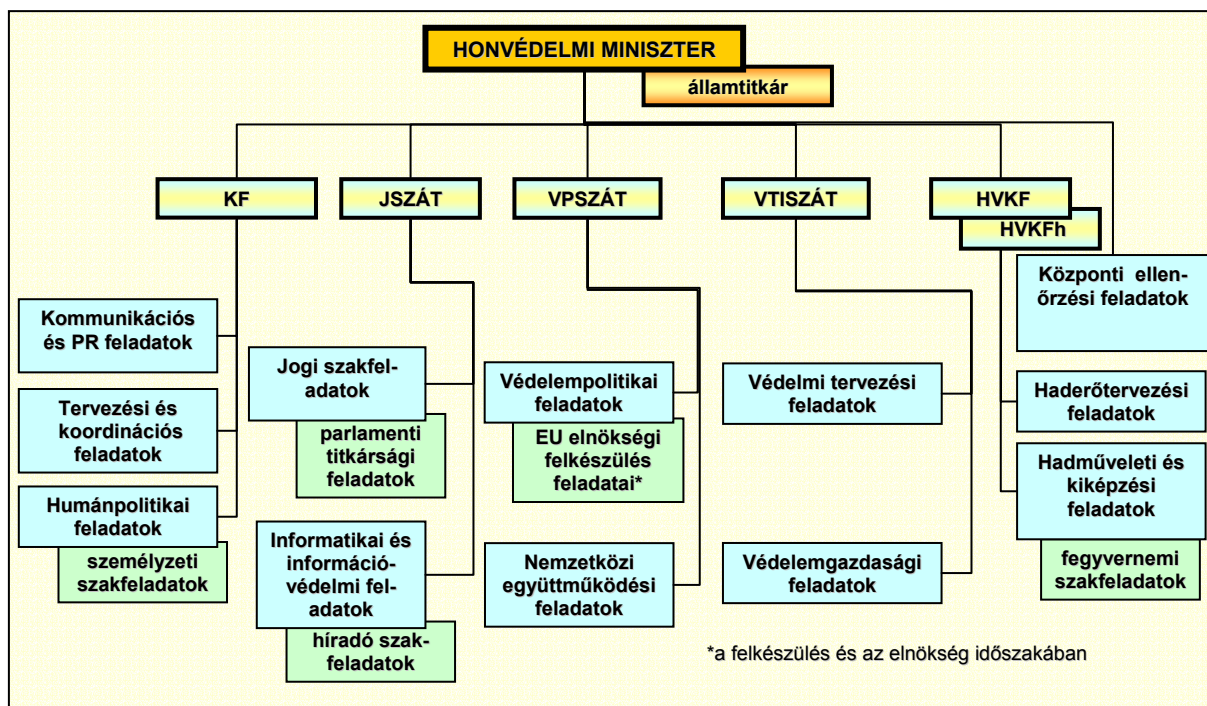 HONVÉDELMI MINISZTER
államtitkár
KF
JSZÁT
VPSZÁT
VTISZÁT
HVKF
HVKFh
Kommunikációs
és PR feladatok
Tervezési és
koordinációs
feladatok
Humánpolitikai
feladatok
személyzeti
szakfeladatok
Jogi szakfel-
adatok
parlamenti
titkársági
feladatok
Informatikai és
információ-
védelmi fel-
adatok
híradó szak-
feladatok
Védelempolitikai
feladatok
EU elnökségi
felkészülés
feladatai*
Nemzetközi
együttműködési
feladatok
Védelmi tervezési
feladatok
Védelemgazdasági
feladatok
Központi ellen-
őrzési feladatok
Haderőtervezési
feladatok
Hadműveleti és
kiképzési
feladatok
fegyvernemi
szakfeladatok
*a felkészülés és az elnökség időszakában